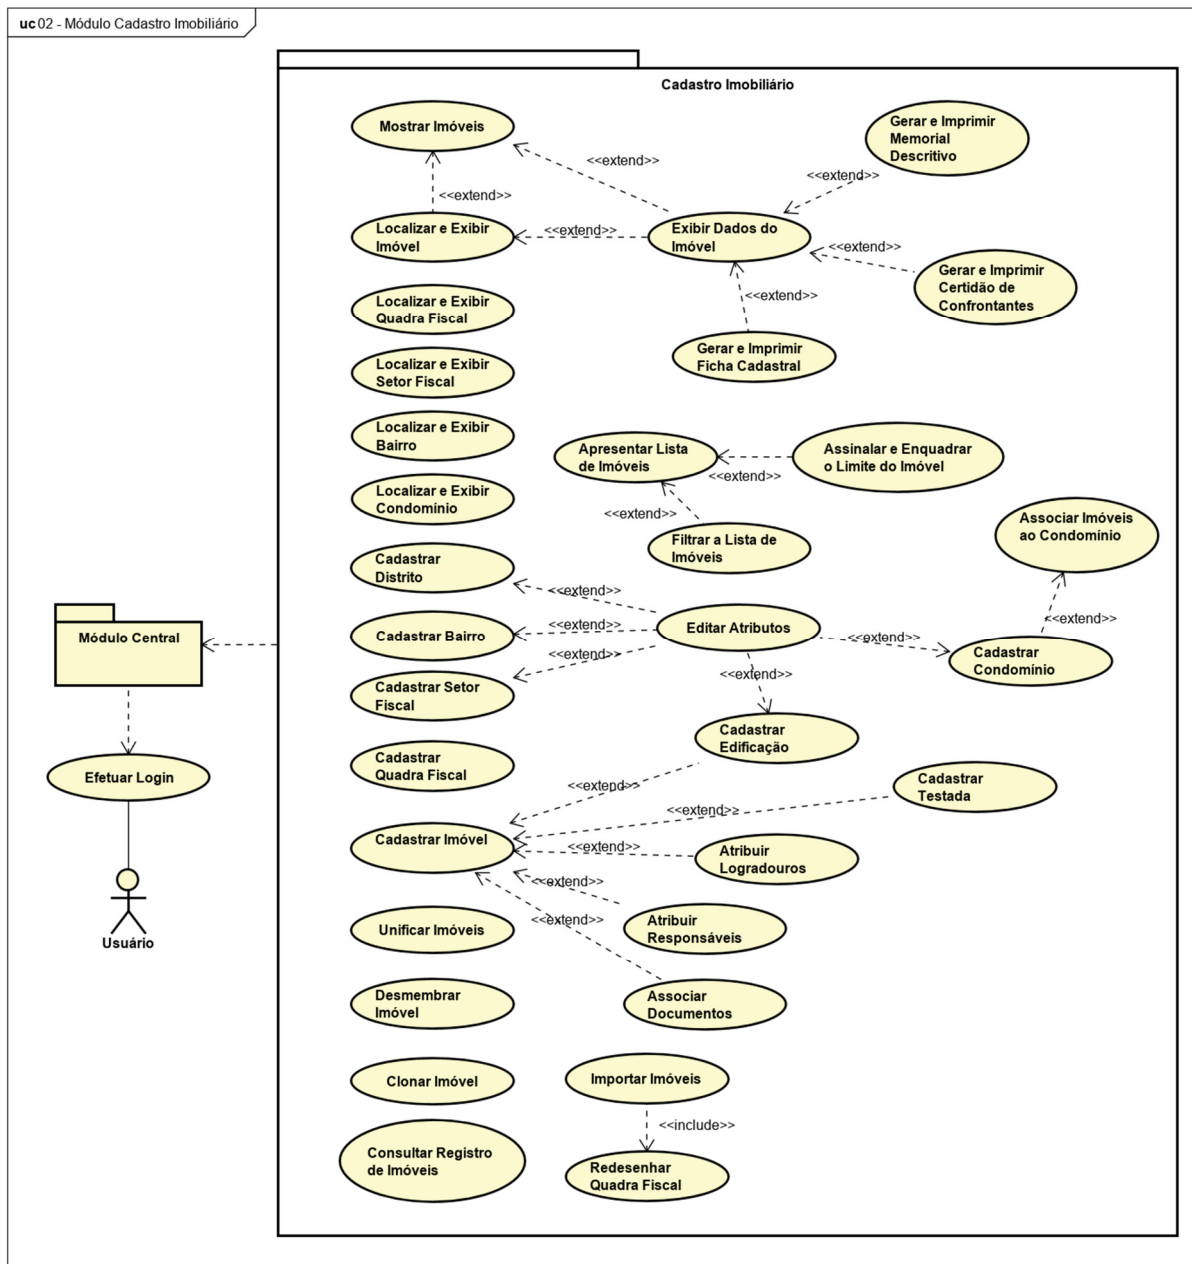 uc 02 - Módulo Cadastro Imobiliário
Cadastro Imobiliário
Mostrar Imóveis
Gerar e Imprimir
Memorial
Descritivo
<<extend>>
<<extend>>
<<extend>>
Localizar e Exibir
Imóvel
<<extend>>
Exibir Dados do
Imóvel
<<extend>>
Gerar e Imprimir
Certidão de
Confrontantes
<<extend>>
Localizar e Exibir
Quadra Fiscal
Gerar e Imprimir
Ficha Cadastral
Localizar e Exibir
Setor Fiscal
Localizar e Exibir
Bairro
Apresentar Lista
de Imóveis
<<extend>>
Assinalar e Enquadrar
o Limite do Imóvel
Localizar e Exibir
Condomínio
<<extend>>
Filtrar a Lista de
Imóveis
Associar Imóveis
ao Condomínio
Cadastrar
Distrito
<<extend>>
<<extend>>
Cadastrar Bairro
<<extend>>
Editar Atributos
<<extend>>
Cadastrar
Condomínio
<<extend>>
<<extend>>
Cadastrar Setor
Fiscal
Módulo Central
Cadastrar
Edificação
Cadastrar
Quadra Fiscal
Efetuar Login
<<extend>>
Cadastrar
Testada
<<extend>>
Cadastrar Imóvel
<<extend>>
Atribuir
Logradouros
<<extend>>
<<extend>>
Atribuir
Responsáveis
Usuário
Unificar Imóveis
Desmembrar
Imóvel
Associar
Documentos
Clonar Imóvel
Importar Imóveis
<<include>>
Consultar Registro
de Imóveis
Redesenhar
Quadra Fiscal